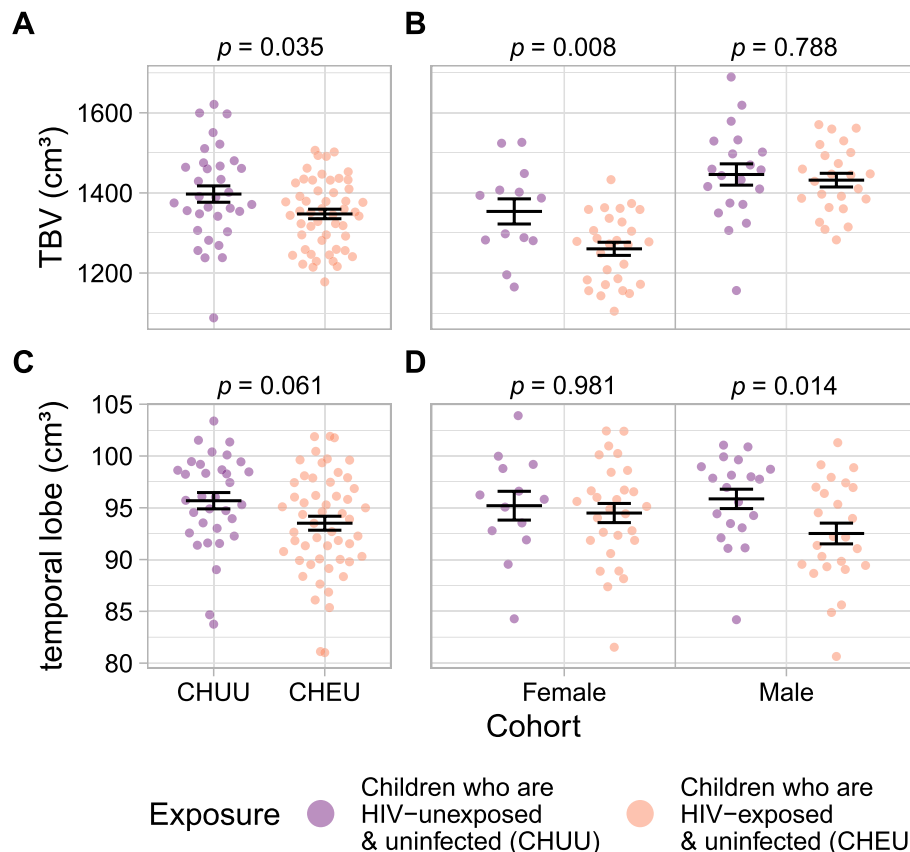 A
B
p = 0.035
p = 0.008
p = 0.788
TBV (cm³)
1600
1400
1200
C
D
p = 0.061
p = 0.981
p = 0.014
temporal lobe (cm³)
105
100
95
90
85
80
CHUU
CHEU
Female
Male
Cohort
Exposure
Children who are
HIV−unexposed
& uninfected (CHUU)
Children who are
HIV−exposed
& uninfected (CHEU